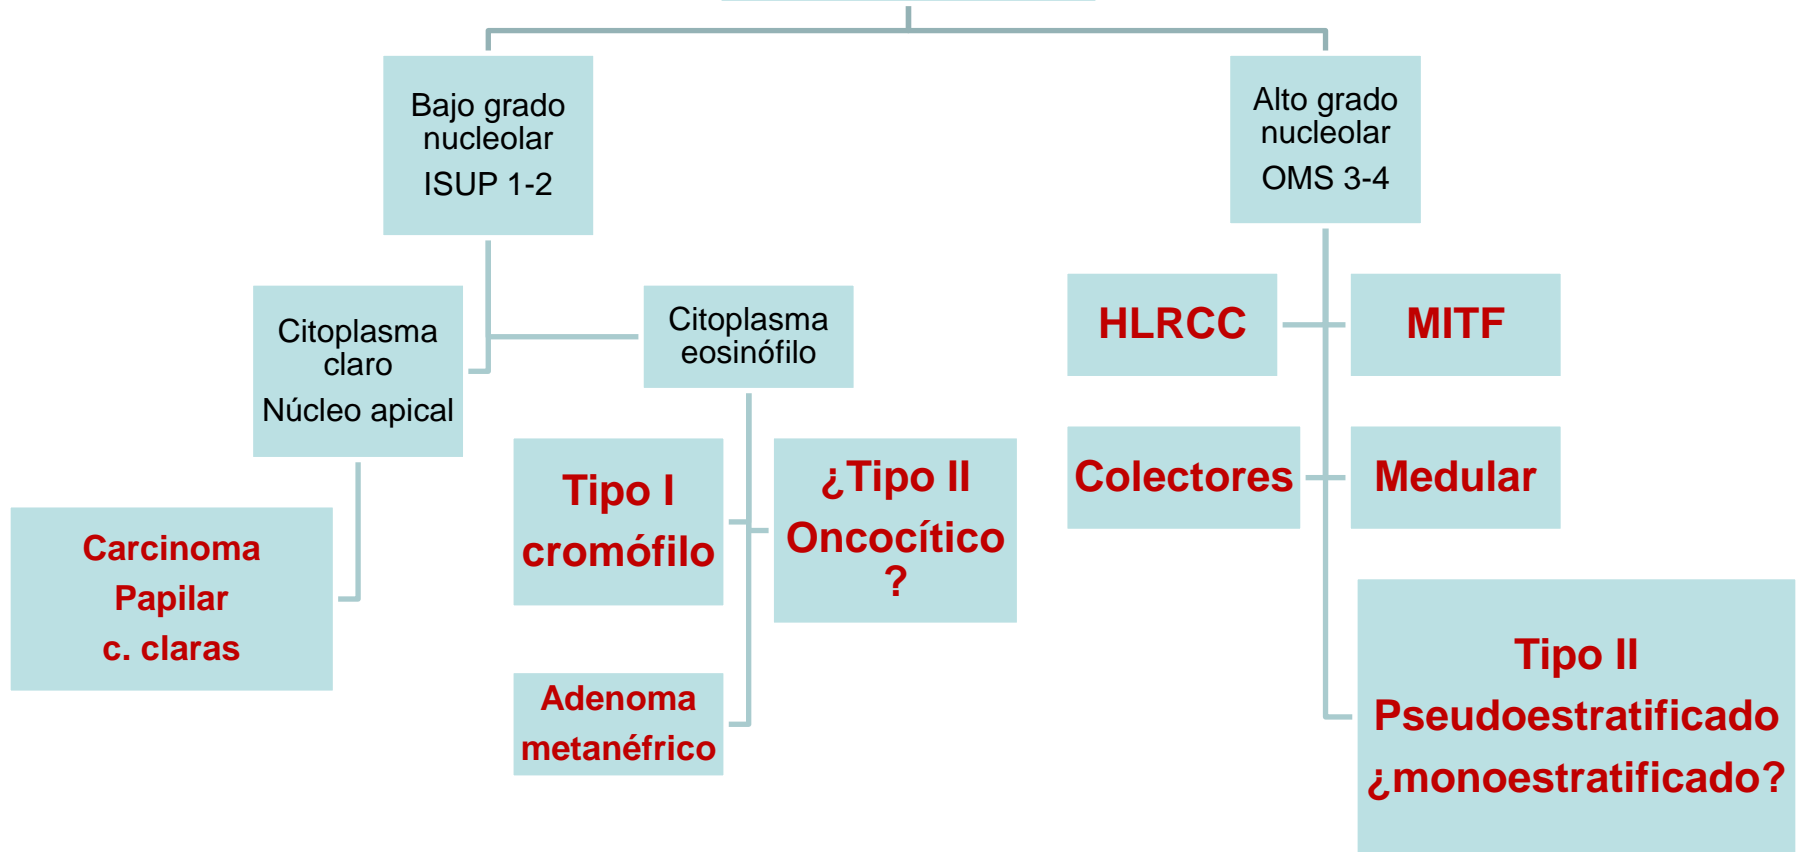 Bajo grado
nucleolar
ISUP 1-2
Alto grado
nucleolar
OMS 3-4
Citoplasma
claro
Núcleo apical
Citoplasma
eosinófilo
HLRCC
MITF
Carcinoma
Papilar
c. claras
Tipo I
cromófilo
¿Tipo II
Oncocítico
?
Colectores
Medular
Adenoma
metanéfrico
Tipo II
Pseudoestratificado
¿monoestratificado?